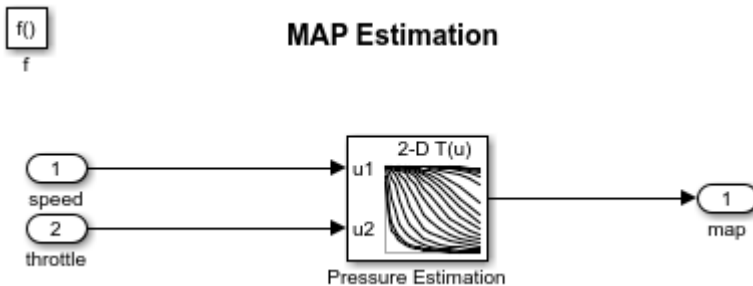 f()
f
MAP Estimation
1
speed
2
throttle
2-D T(u)
u1
u2
Pressure Estimation
1
map